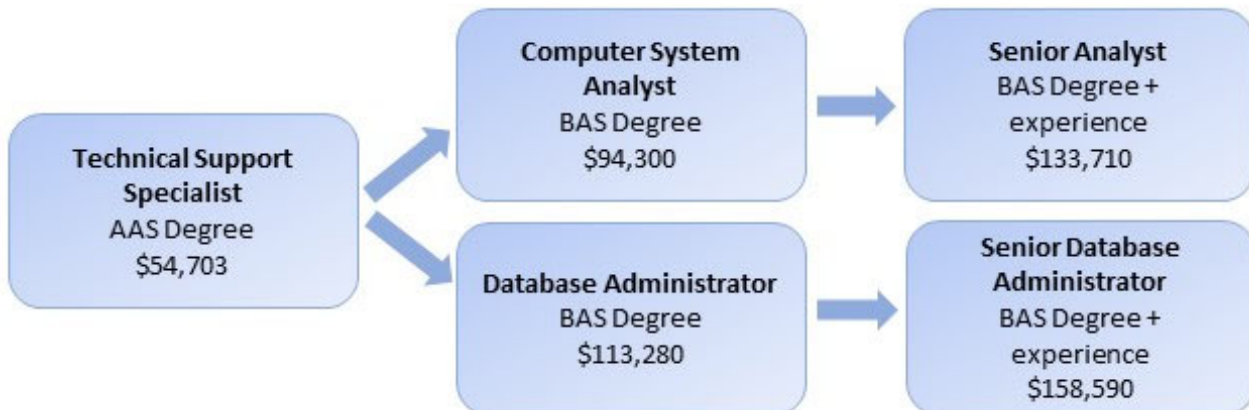 Technical Support
Specialist
AAS Degree
$54,703
Computer System
Analyst
BAS Degree
$94,300
Senior Analyst
BAS Degree +
experience
$133,710
Database Administrator
BAS Degree
$113,280
Senior Database
Administrator
BAS Degree +
experience
$158,590